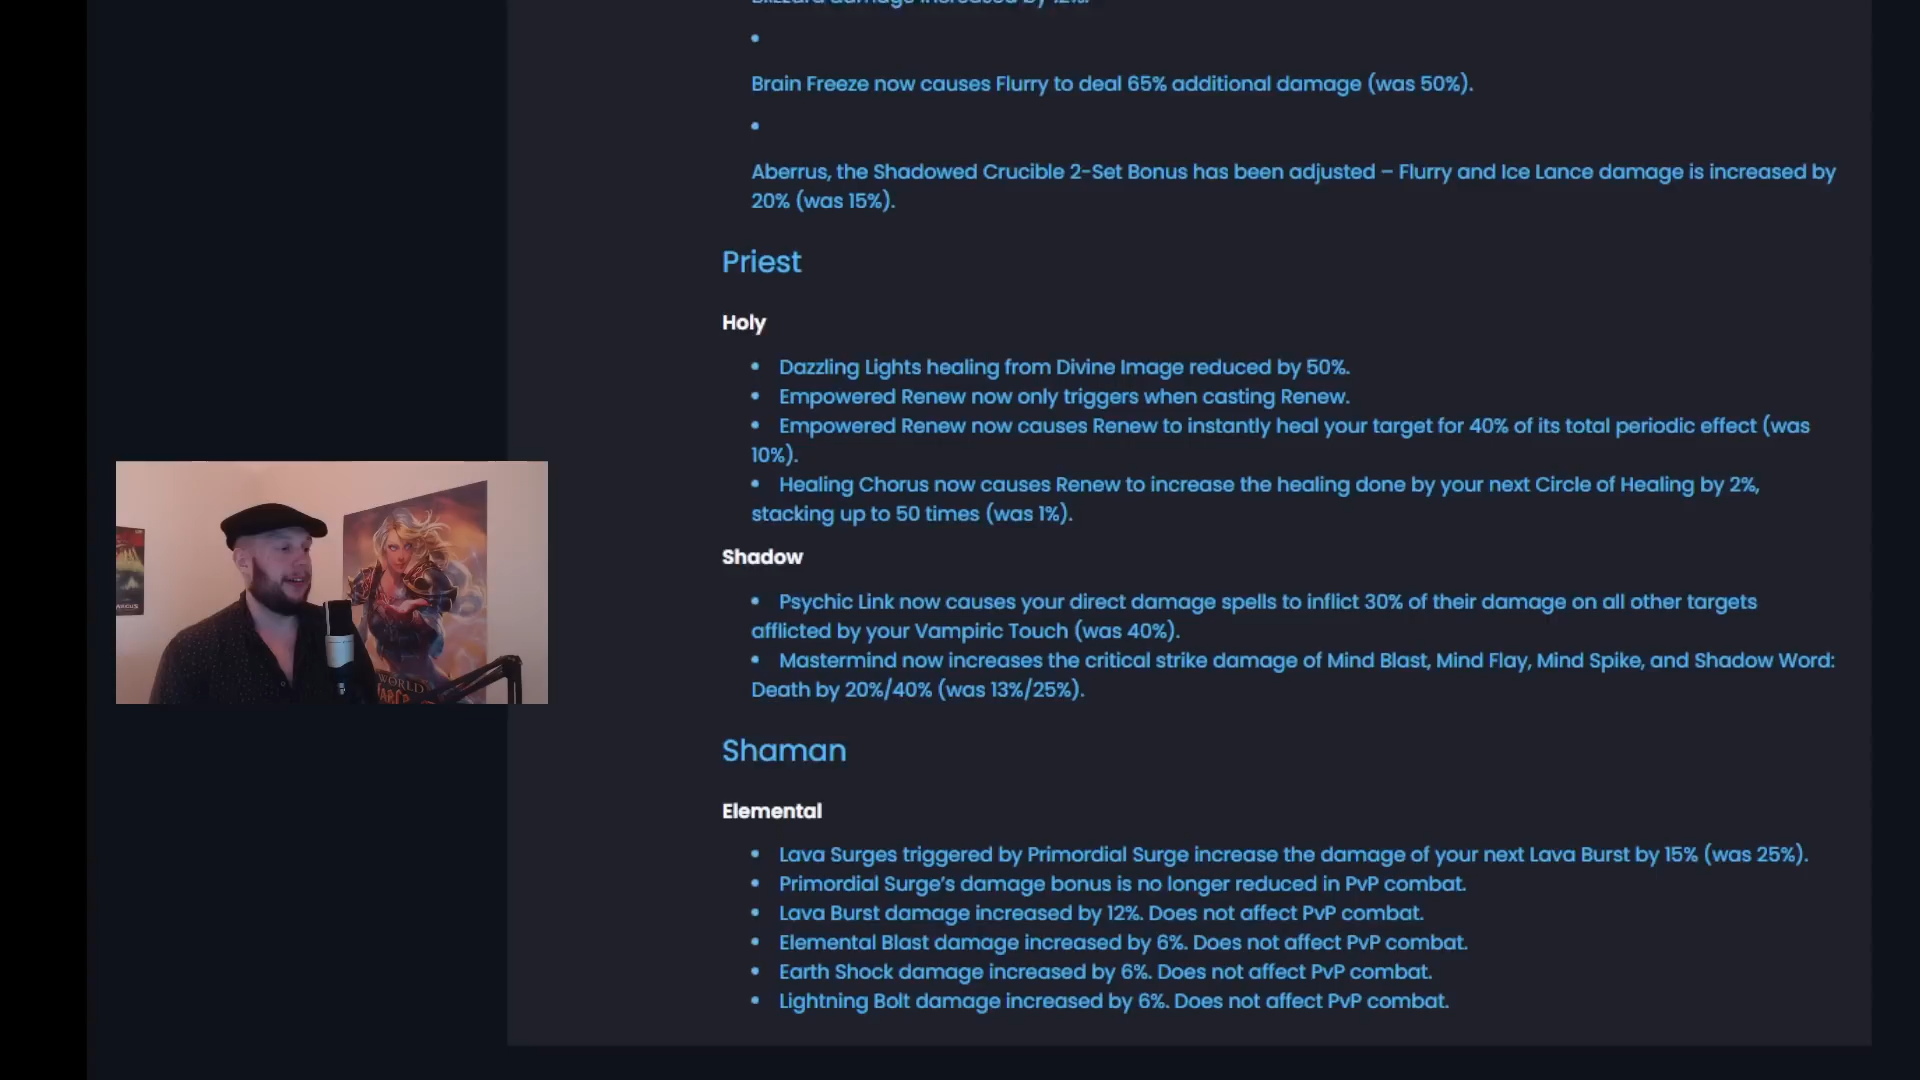 Blizzard damage increased by 12%.
•
Brain Freeze now causes Flurry to deal 65% additional damage (was 50%).
•
Aberrus, the Shadowed Crucible 2-Set Bonus has been adjusted – Flurry and Ice Lance damage is increased by
20% (was 15%).
Priest
Holy
• Dazzling Lights healing from Divine Image reduced by 50%.
• Empowered Renew now only triggers when casting Renew.
• Empowered Renew now causes Renew to instantly heal your target for 40% of its total periodic effect (was
10%).
• Healing Chorus now causes Renew to increase the healing done by your next Circle of Healing by 2%,
stacking up to 50 times (was 1%).
Shadow
• Psychic Link now causes your direct damage spells to inflict 30% of their damage on all other targets
afflicted by your Vampiric Touch (was 40%).
• Mastermind now increases the critical strike damage of Mind Blast, Mind Flay, Mind Spike, and Shadow Word:
Death by 20%/40% (was 13%/25%).
WORLD
Shaman
Elemental
• Lava Surges triggered by Primordial Surge increase the damage of your next Lava Burst by 15% (was 25%).
• Primordial Surge's damage bonus is no longer reduced in PvP combat.
• Lava Burst damage increased by 12%. Does not affect PvP combat.
• Elemental Blast damage increased by 6%. Does not affect PvP combat.
• Earth Shock damage increased by 6%. Does not affect PvP combat.
• Lightning Bolt damage increased by 6%. Does not affect PvP combat.